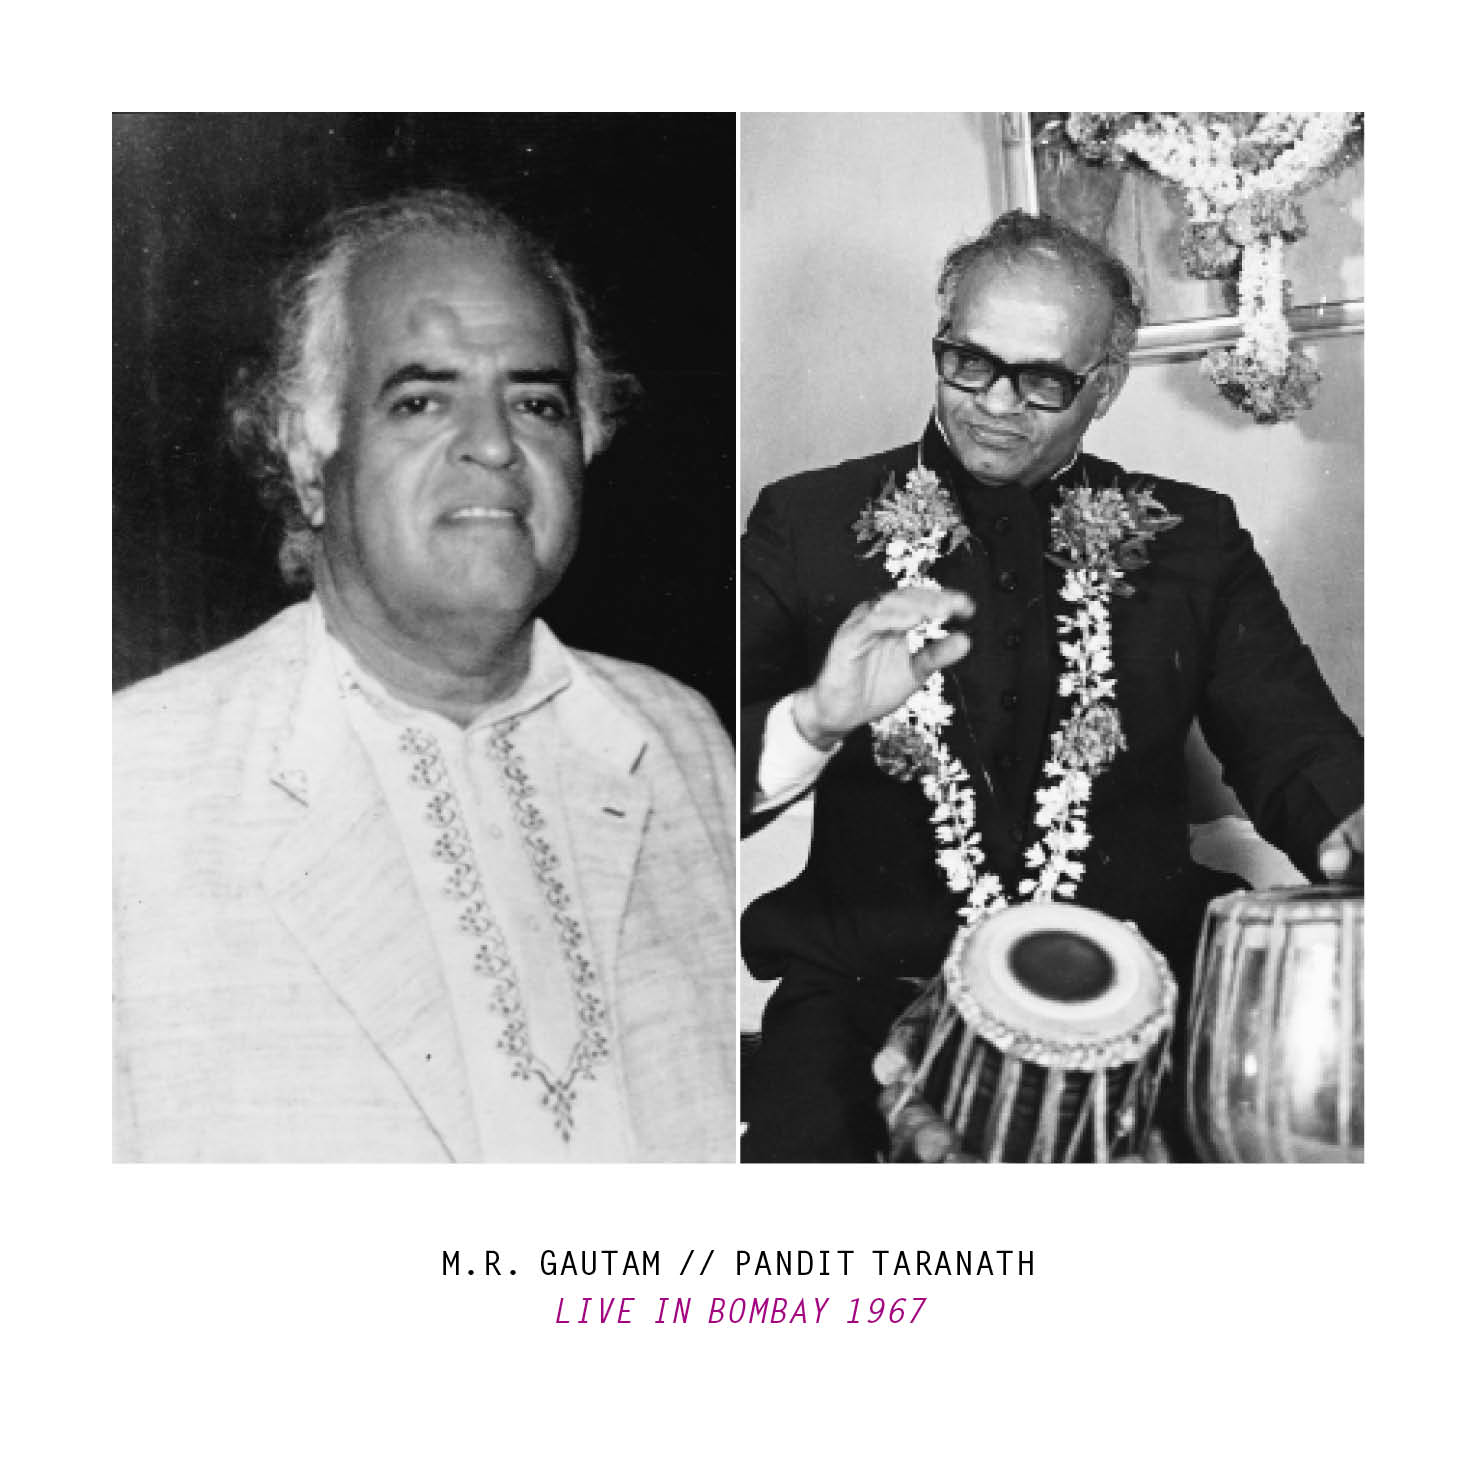 M.R. GAUTAM // PANDIT TARANATH
LIVE IN BOMBAY 1967